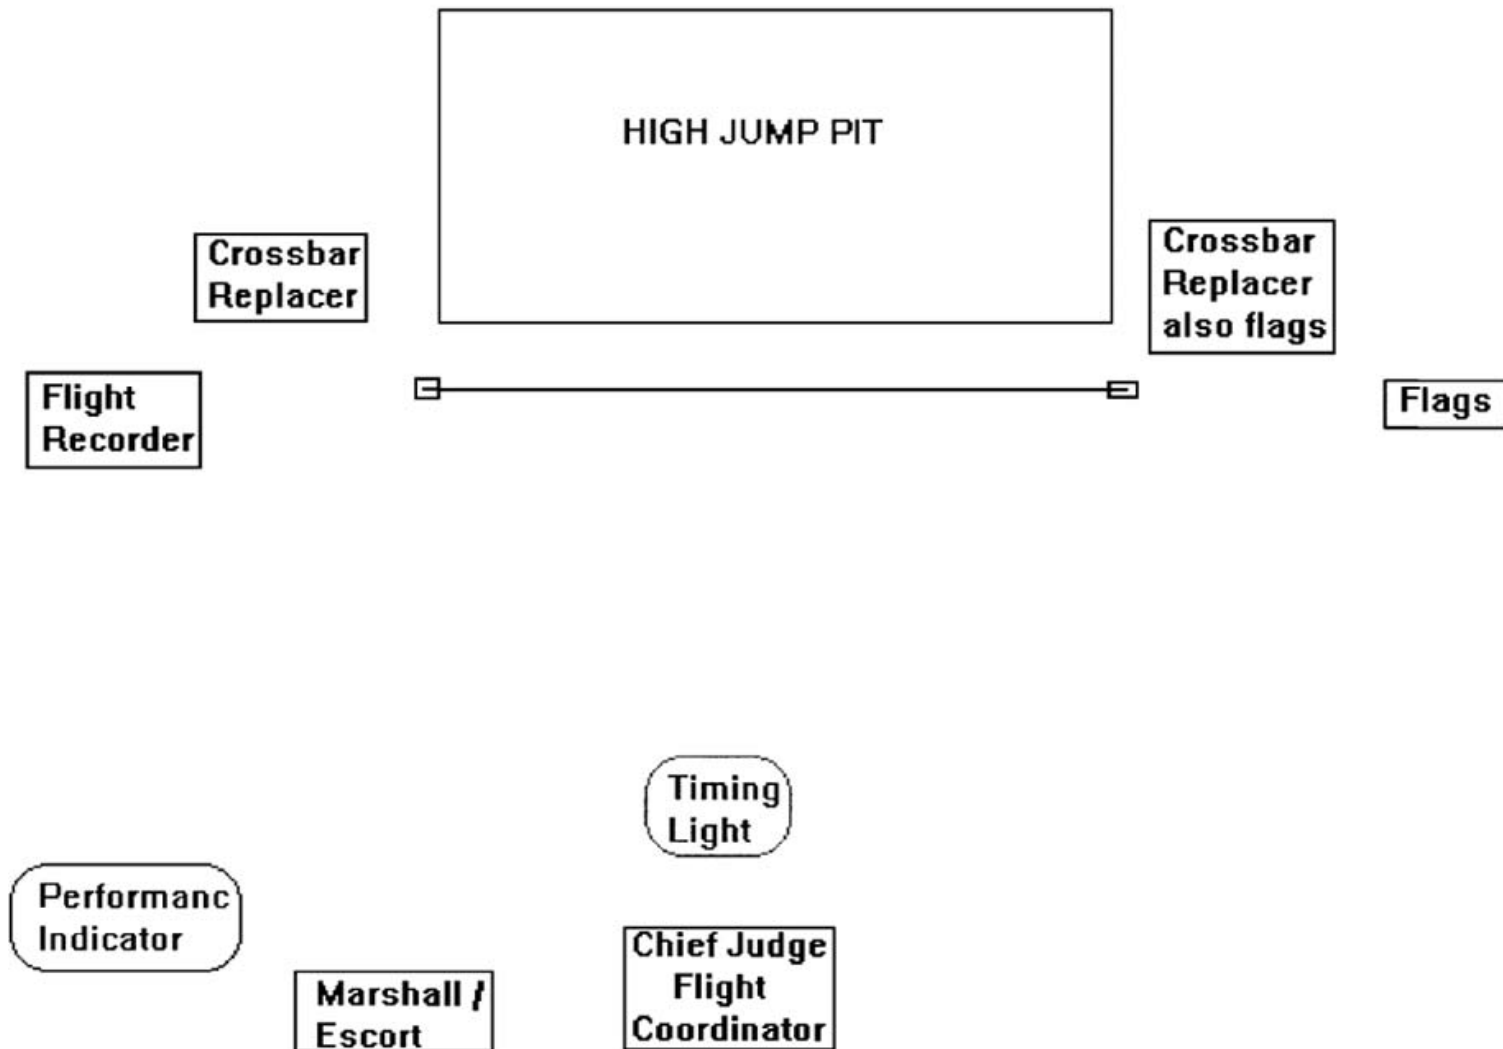 HIGH JUMP PIT
Crossbar
Replacer
Crossbar
Replacer
also flags
Flight
Recorder
Flags
Timing
Light
Performanc
Indicator
Marshall /
Escort
Chief Judge
Flight
Coordinator